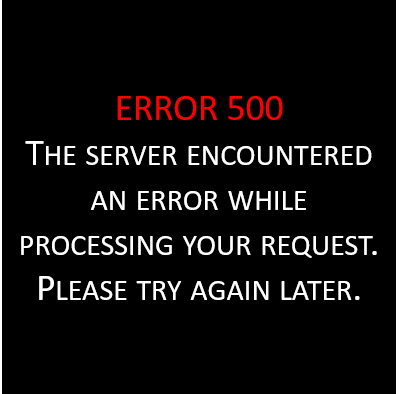 ERROR 500
The server encountered
an error while
processing your request.
Please try again later.